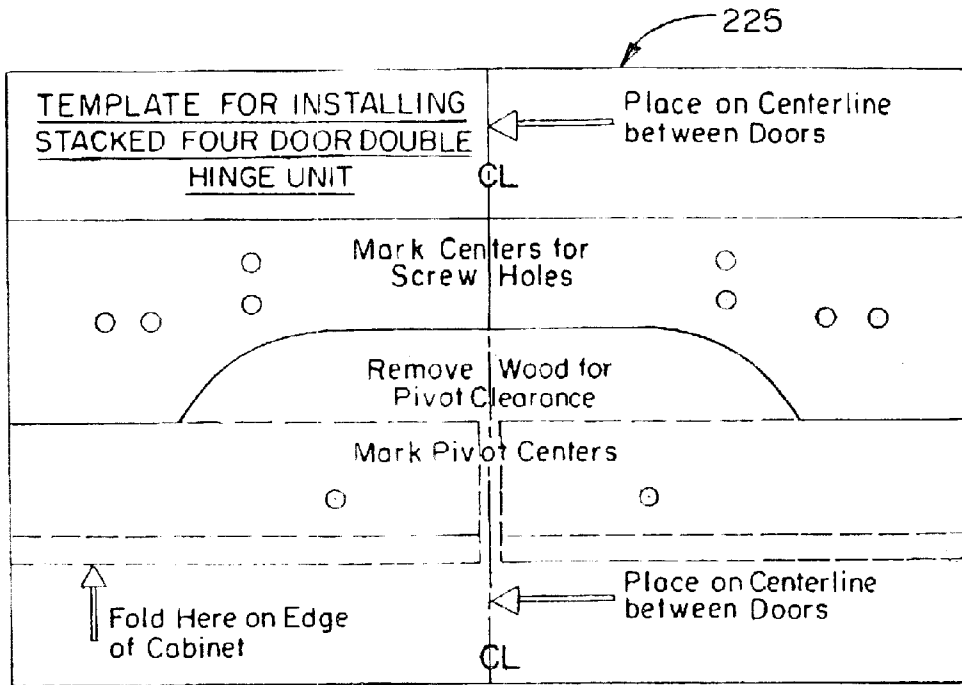 225
TEMPLATE FOR INSTALLING
STACKED FOUR DOOR DOUBLE
HINGE UNIT
Place on Centerline
between Doors
CL
Mark Centers for
Screw Holes
Remove Wood for
Pivot Clearance
Mark Pivot Centers
Fold Here on Edge
of Cabinet
Place on Centerline
between Doors
CL